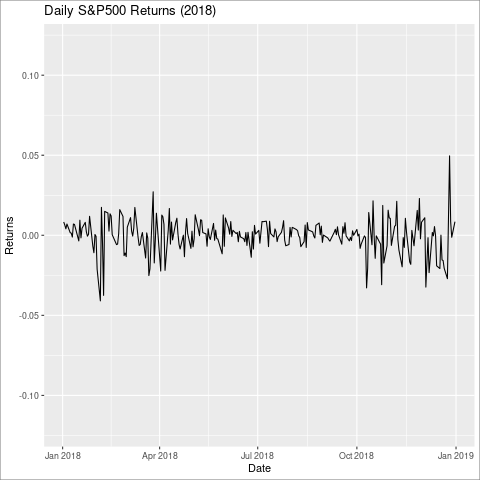 Daily S&P500 Returns (2018)
0.10
0.05
0.00
-0.05
-0.10
Returns
Jan 2018
Apr 2018
Jul 2018
Oct 2018
Jan 2019
Date